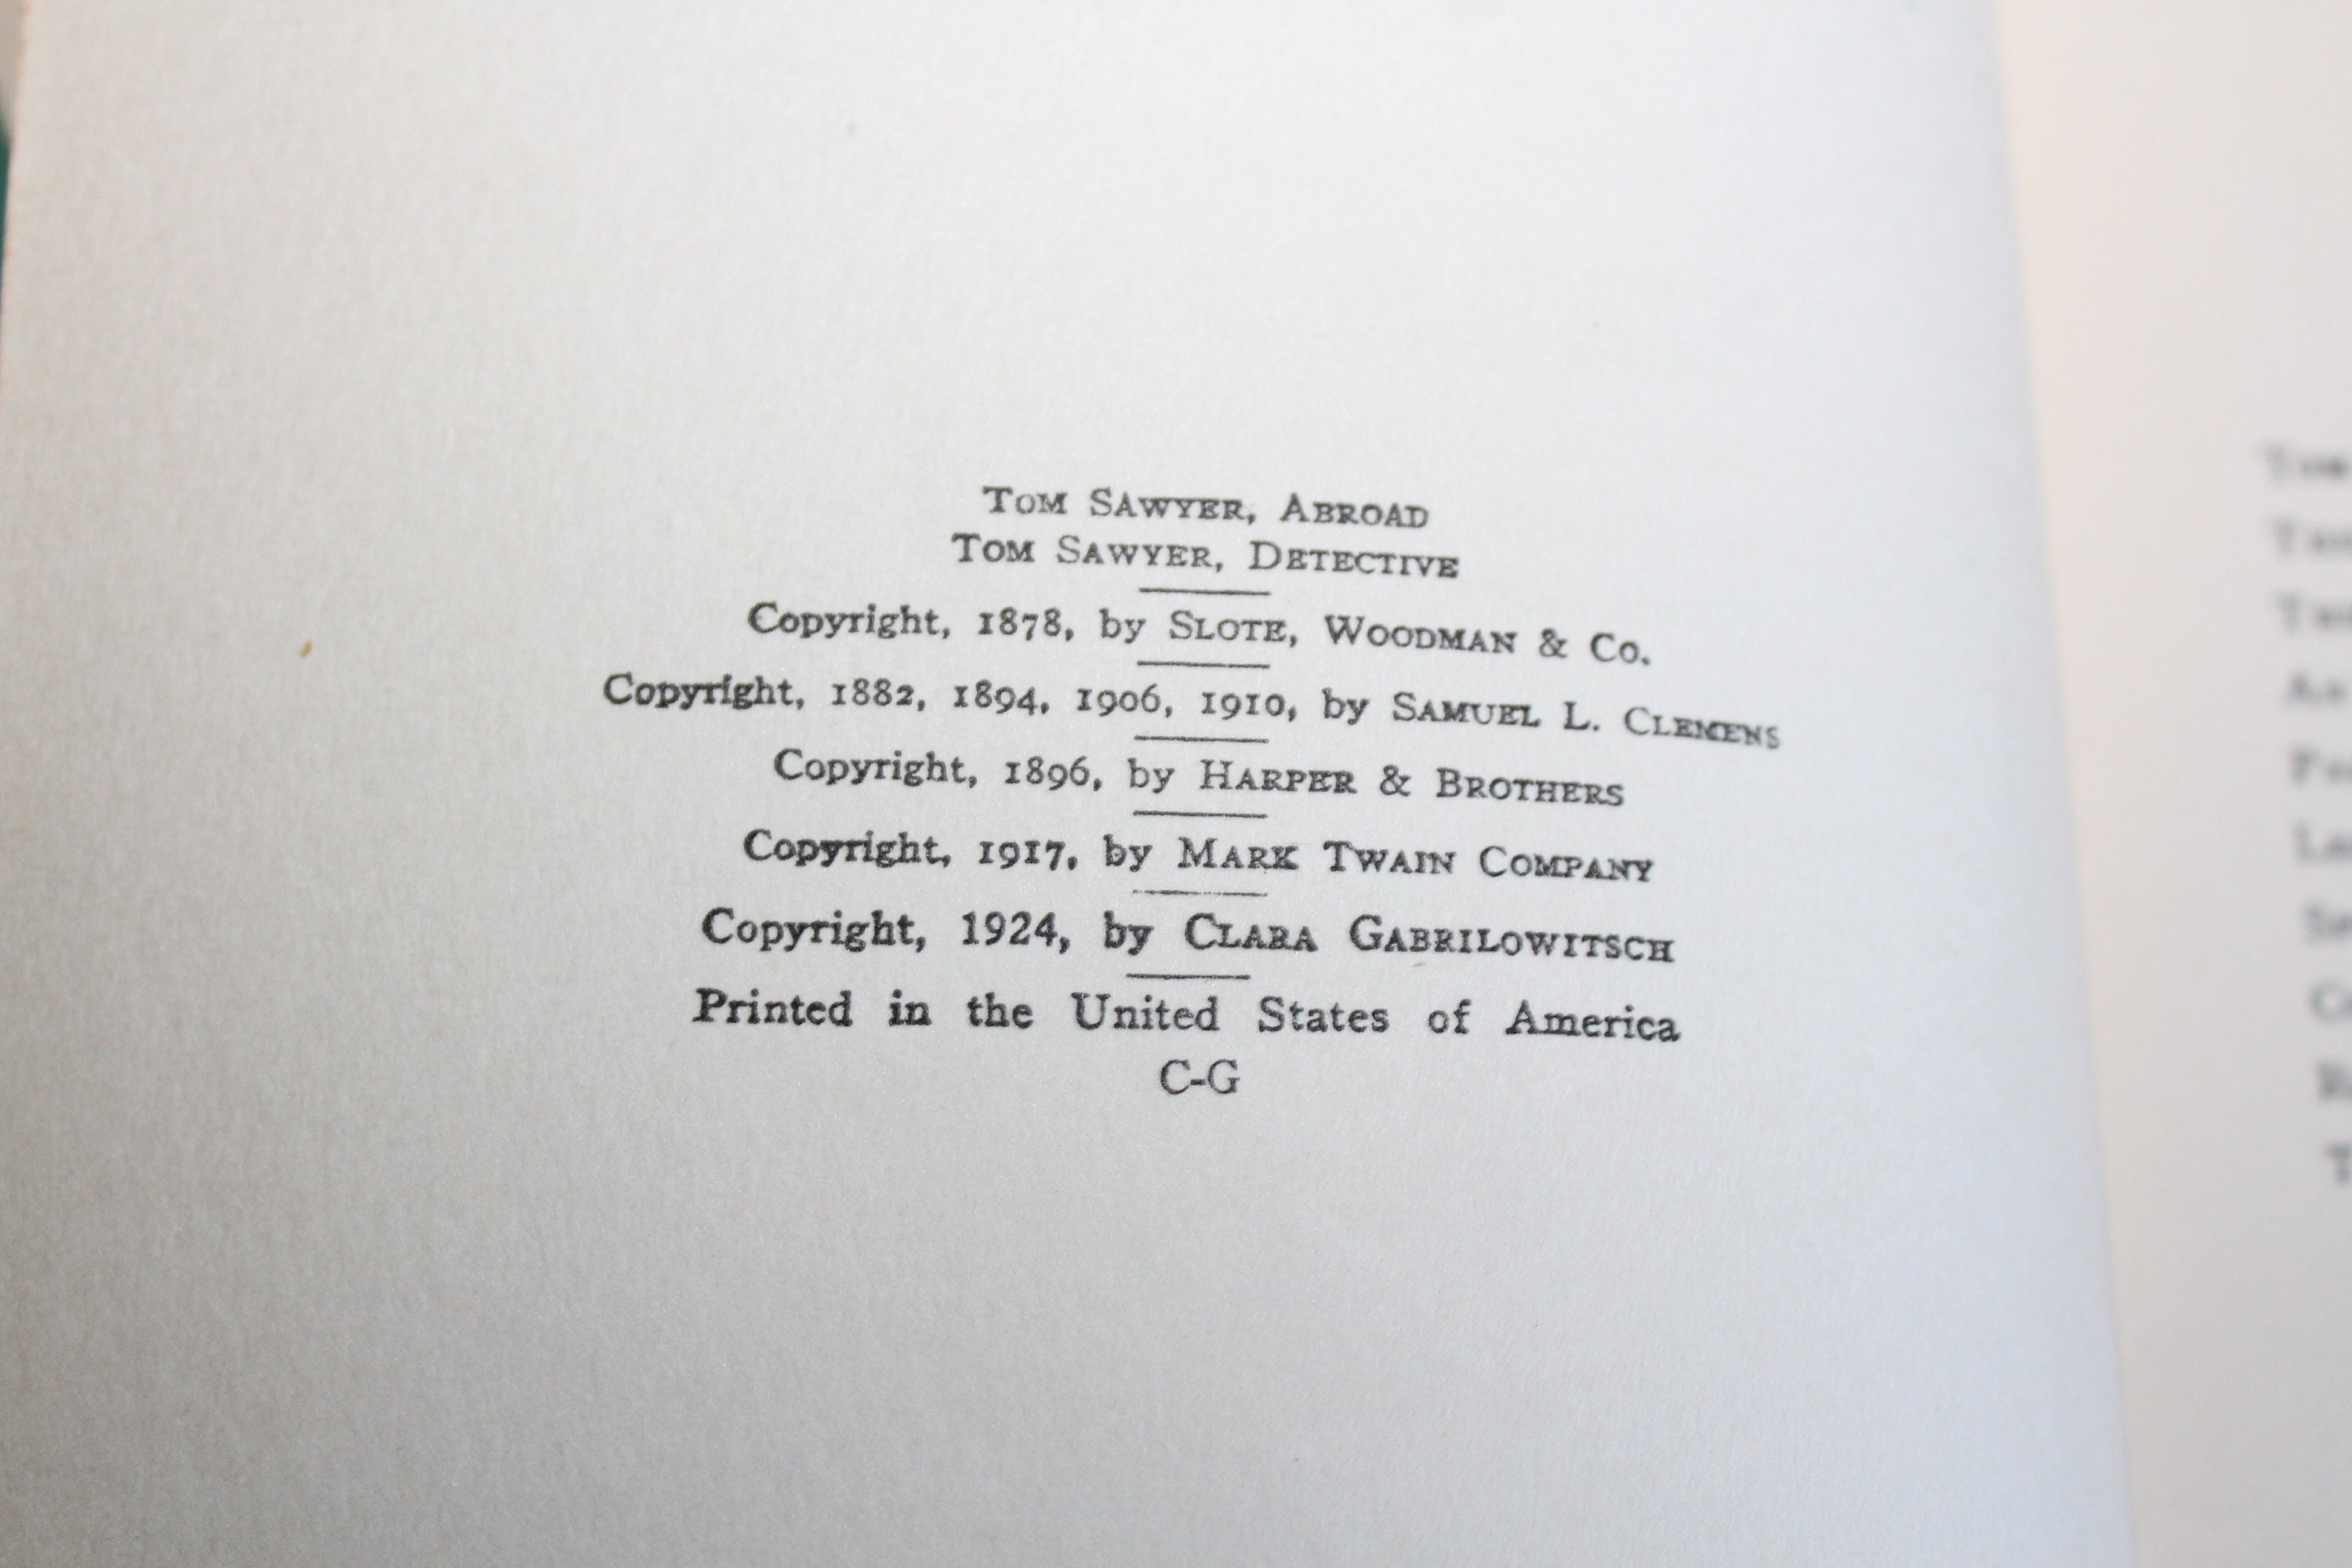 Tom Sawyer, Abroad
Tom Sawyer, Detective
Copyright, 1878, by Slote, Woodman & Co.
Copyright, 1882, 1894, 1906, 1910, by Samuel L. Clemens
Copyright, 1896, by Harper & Brothers
Copyright, 1917, by Mark Twain Company
Copyright, 1924, by Clara Gabrilowitsch
Printed in the United States of America
C-G